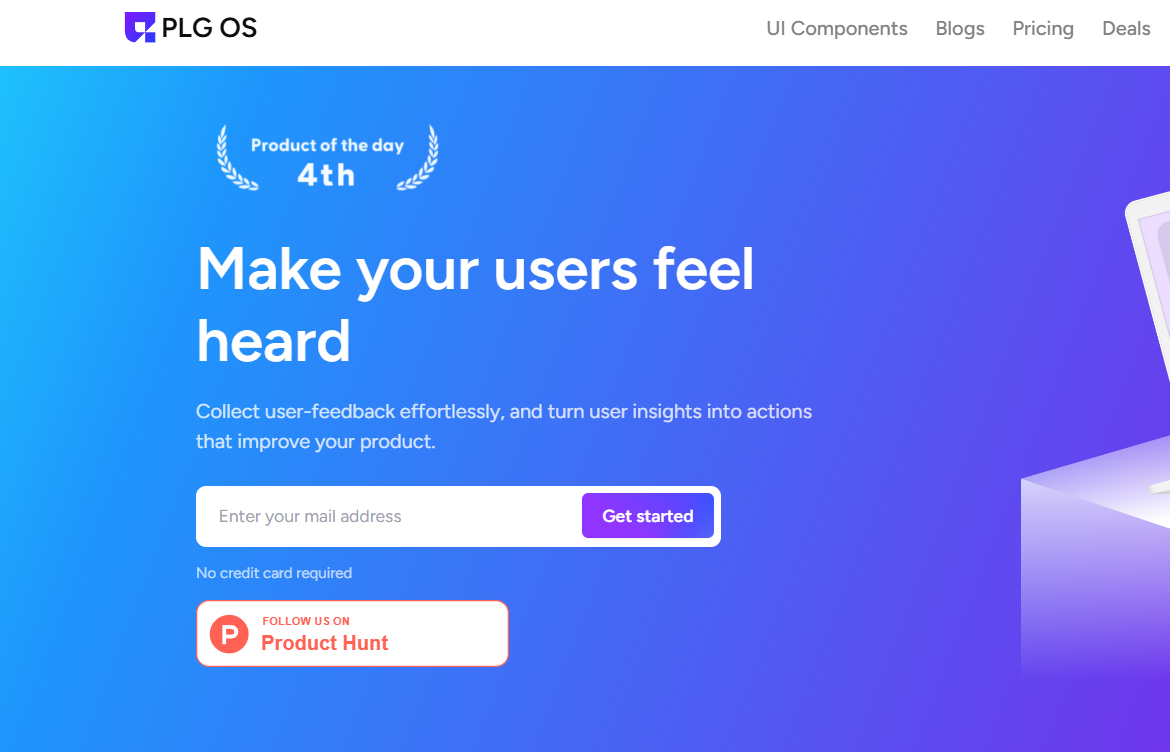 PLG OS
UI Components
Blogs
Pricing
Deals
Product of the day
4th
Make your users feel
heard
Collect user-feedback effortlessly, and turn user insights into actions
that improve your product.
Enter your mail address
Get started
No credit card required
P
FOLLOW US ON
Product Hunt